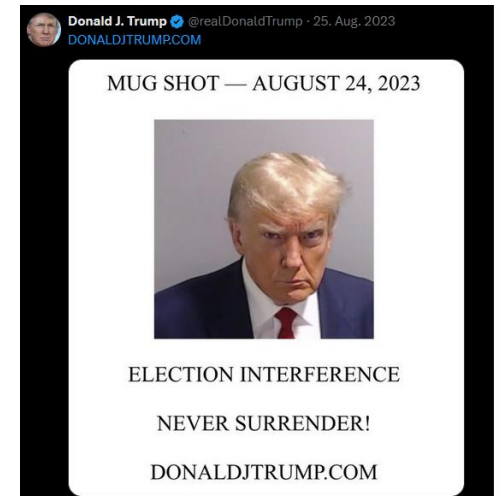 Donald J. Trump @realDonaldTrump · 25. Aug. 2023
DONALDJTRUMP.COM
MUG SHOT — AUGUST 24, 2023
ELECTION INTERFERENCE
NEVER SURRENDER!
DONALDJTRUMP.COM